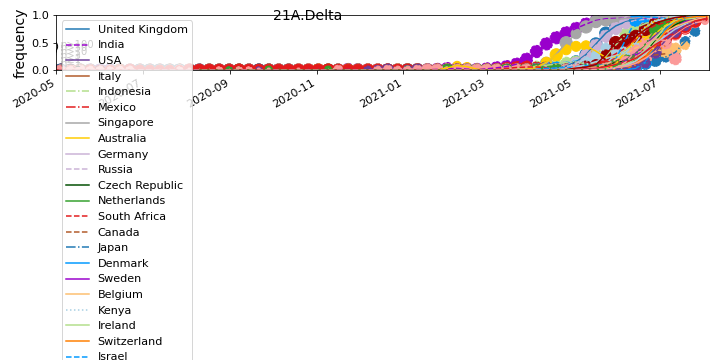 21A.Delta
frequency
1.0
0.5
0.0
2020-05
2020-09
2020-11
2021-01
2021-03
2021-05
2021-07
United Kingdom
India
USA
Italy
Indonesia
Mexico
Singapore
Australia
Germany
Russia
Czech Republic
Netherlands
South Africa
Canada
Japan
Denmark
Sweden
Belgium
Kenya
Ireland
Switzerland
Israel